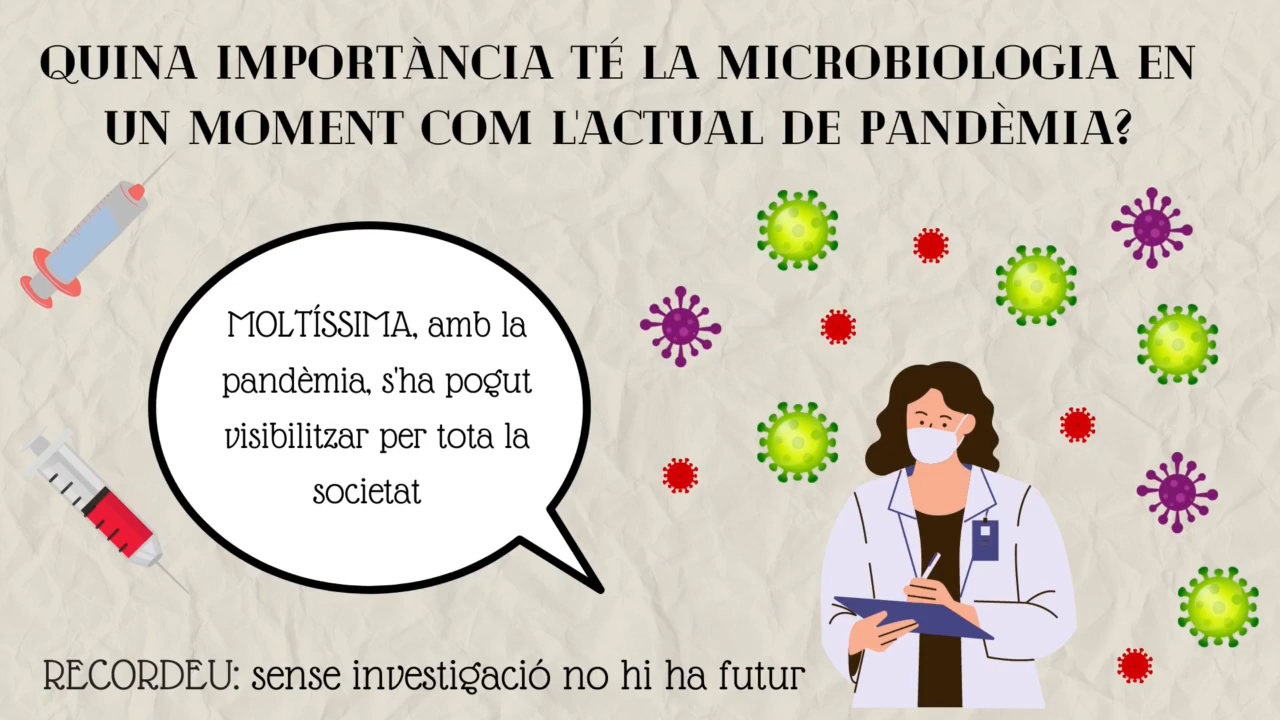 QUINA IMPORTÀNCIA TÉ LA MICROBIOLOGIA EN
UN MOMENT COM L'ACTUAL DE PANDÈMIA?
MOLTÍSSIMA, amb la
pandèmia, s'ha pogut
visibilitzar per tota la
societat
RECORDEU: sense investigació no hi ha futur